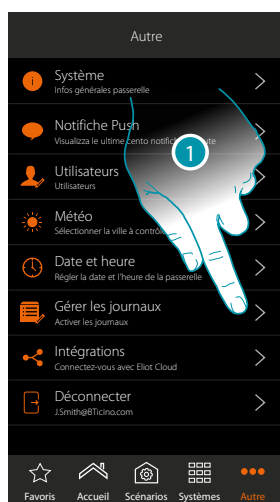 Autre
Système
Infos générales passerelle
Notifiche Push
Visualizza le ultime cento notifiche
1
Utilisateurs
Utilisateurs
Météo
Sélectionner la ville à contrôler
Date et heure
Régler la date et l'heure de la passerelle
Gérer les journaux
Activer les journaux
Intégrations
Connectez-vous avec Eliot Cloud
Déconnecter
J.Smith@BTicino.com
Favoris Accueil Scénarios Systèmes Autre